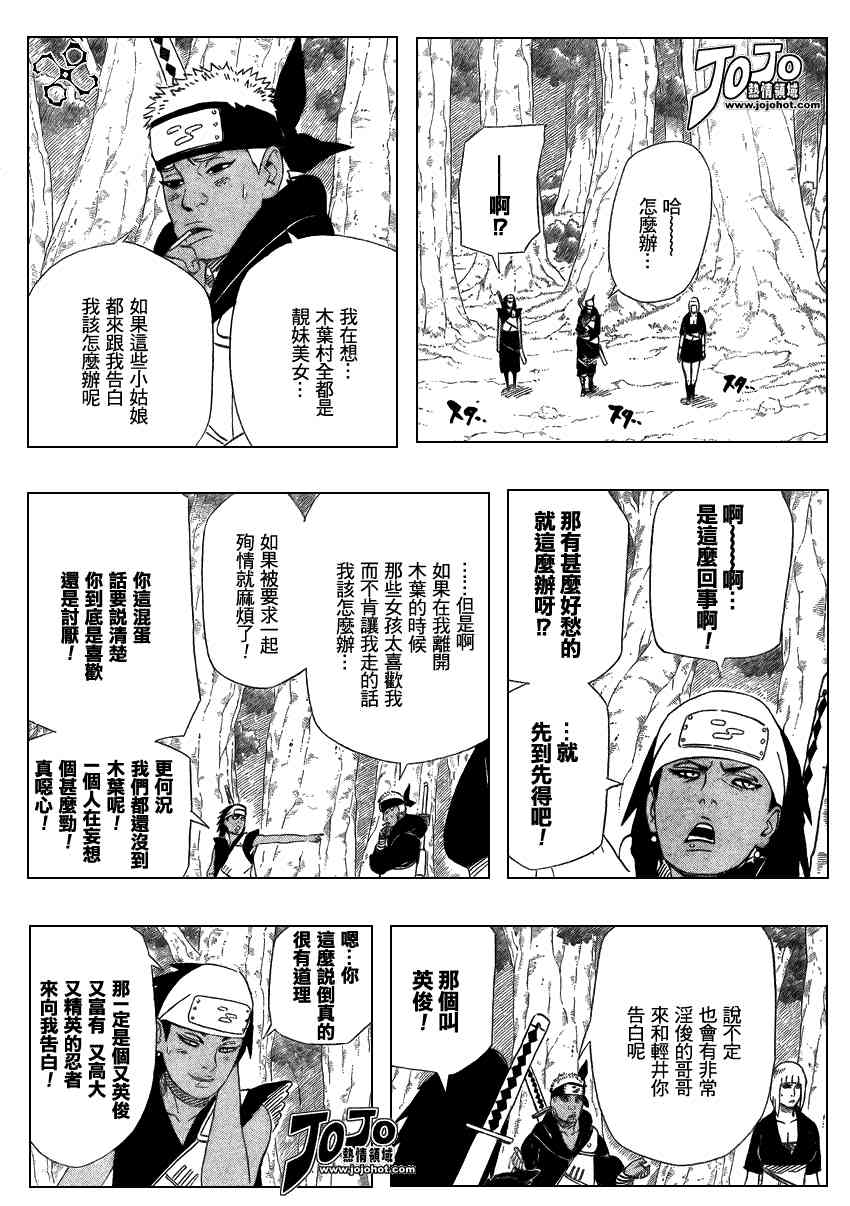 JOJO
熱情領域
www.jojohot.com
哈~~~~
怎麼辦…
——啊!?
スタ‥
スタ‥
スタ‥
我在想…
木葉村全都是
靚妹美女…
如果這些小姑娘
都來跟我告白
我該怎麼辦呢
啊~~~~啊…
是這麼回事啊！
那有甚麼好愁的
就這麼辦呀!?
…就
先到先得吧！
……但是啊
如果在我離開
木葉的時候
那些女孩太喜歡我
而不肯讓我走的話
我該怎麼辦…
如果被要求一起
殉情就麻煩了！
你這混蛋
話要說清楚
你到底是喜歡
還是討厭！
更何況
我們都還沒到
木葉呢！
一個人在妄想
個甚麼勁！
真噁心！
說不定
也會有非常
淫俊的哥哥
來和輕井你
告白呢
那個叫
英俊！
嗯…你
這麼說倒真的
很有道理
那一定是個又英俊
又富有 又高大
又精英的忍者
來向我告白！
JOJO
熱情領域
www.jojohot.com